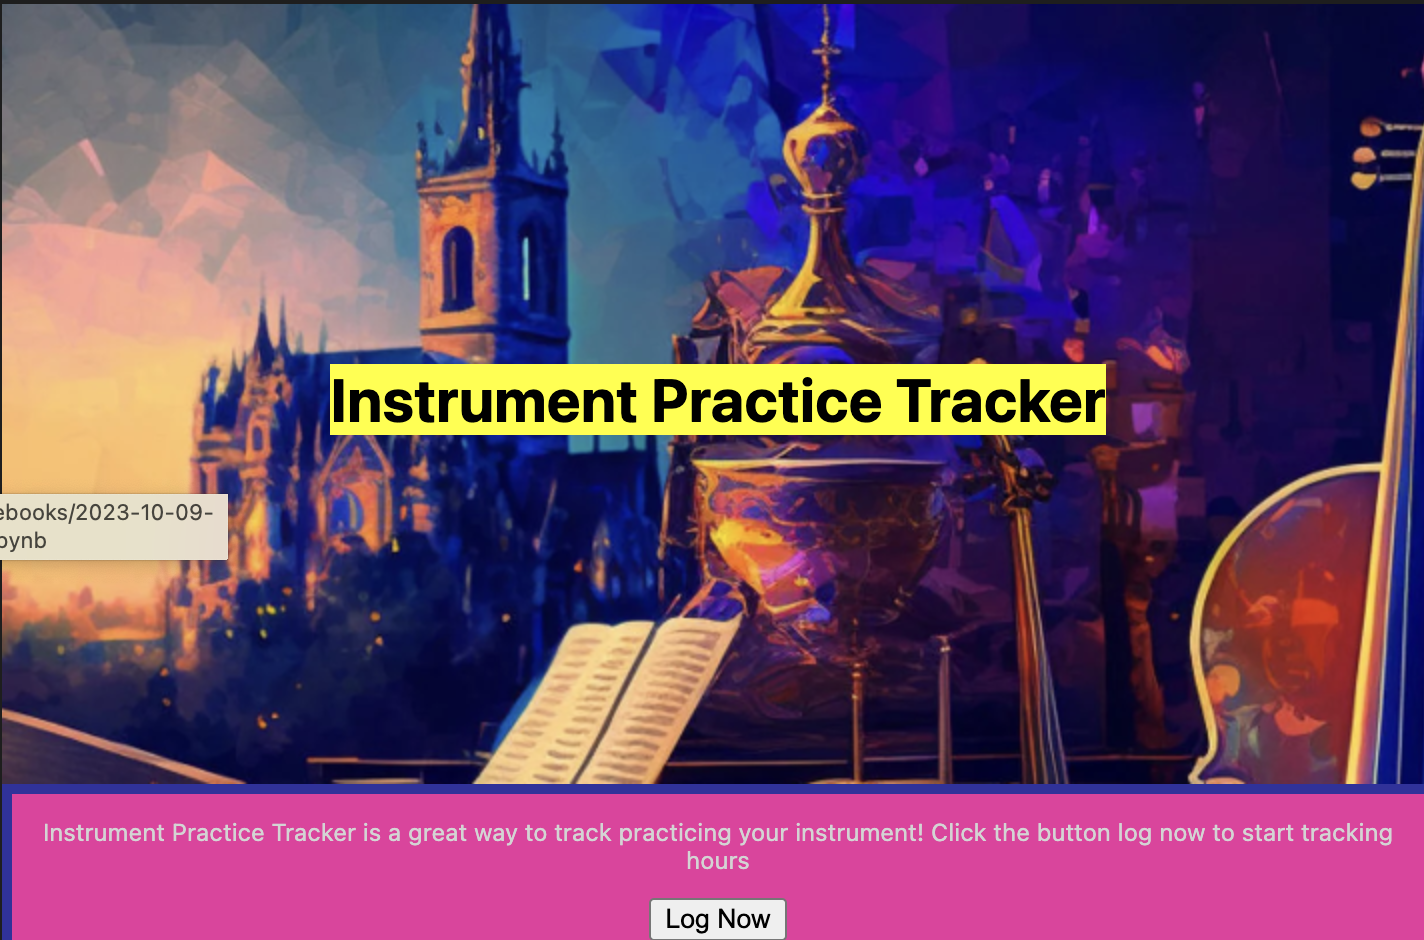 Instrument Practice Tracker
ebooks/2023-10-09-
Instrument Practice Tracker is a great way to track practicing your instrument! Click the button log now to start tracking
hours
Log Now